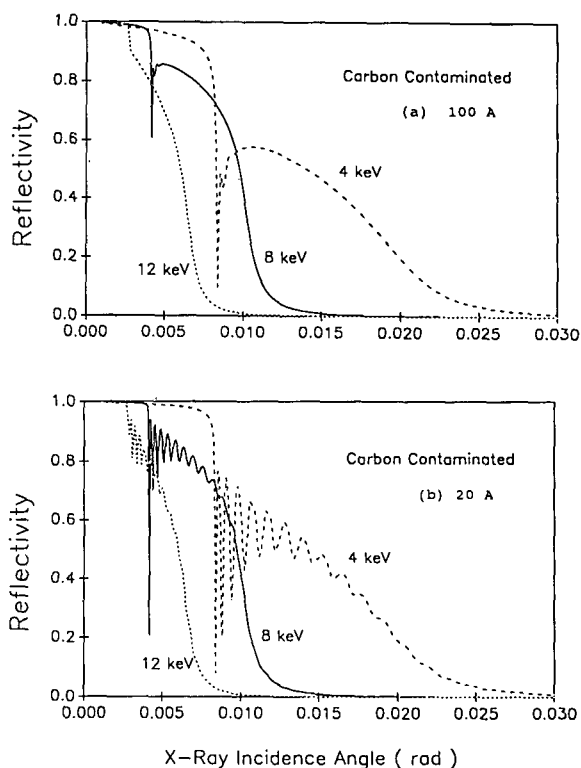 1.0
0.8
0.6
0.4
0.2
0.0
Reflectivity
Carbon Contaminated
(a) 100 A
4 keV
8 keV
12 keV
0.000 0.005 0.010 0.015 0.020 0.025 0.030
1.0
0.8
0.6
0.4
0.2
0.0
Reflectivity
Carbon Contaminated
(b) 20 A
4 keV
8 keV
12 keV
0.000 0.005 0.010 0.015 0.020 0.025 0.030
X-Ray Incidence Angle ( rad )